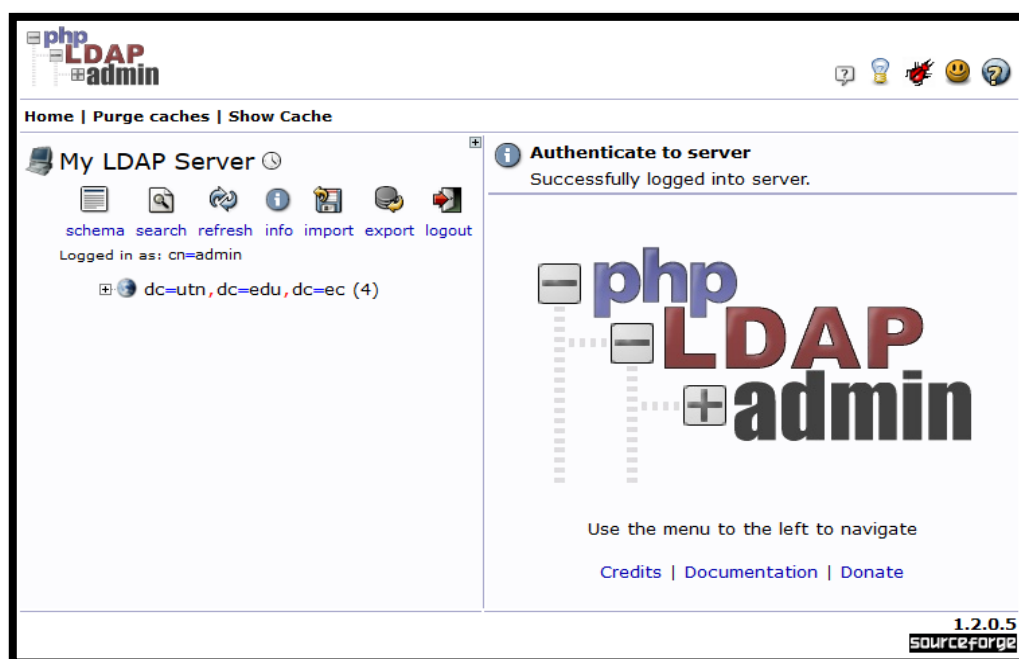 php
LDAP
admin
Home | Purge caches | Show Cache
My LDAP Server
schema search refresh info import export logout
Logged in as: cn=admin
dc=utn,dc=edu,dc=ec (4)
Authenticate to server
Successfully logged into server.
php
LDAP
admin
Use the menu to the left to navigate
Credits | Documentation | Donate
1.2.0.5
sourceforge